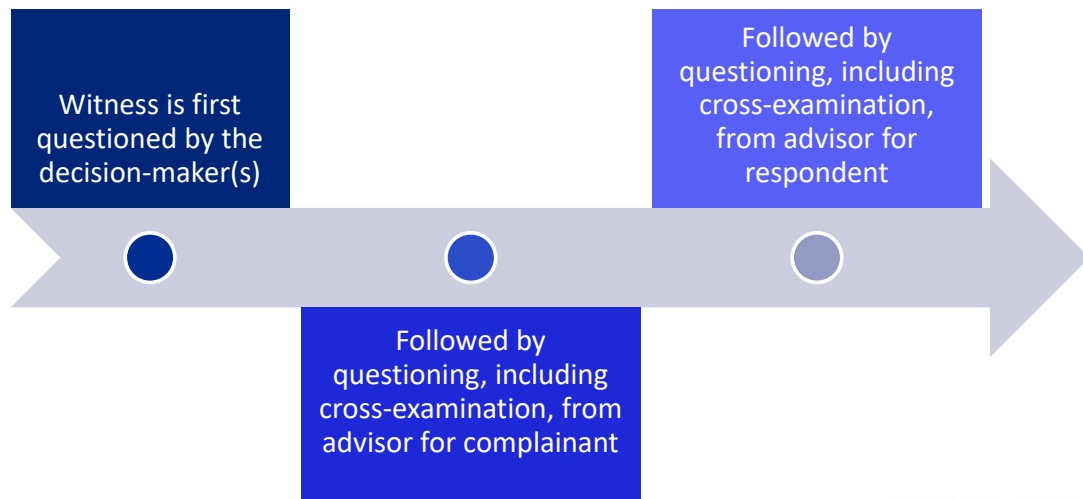 Witness is first
questioned by the
decision-maker(s)
Followed by
questioning, including
cross-examination, from
advisor for complainant
Followed by
questioning, including
cross-examination,
from advisor for
respondent